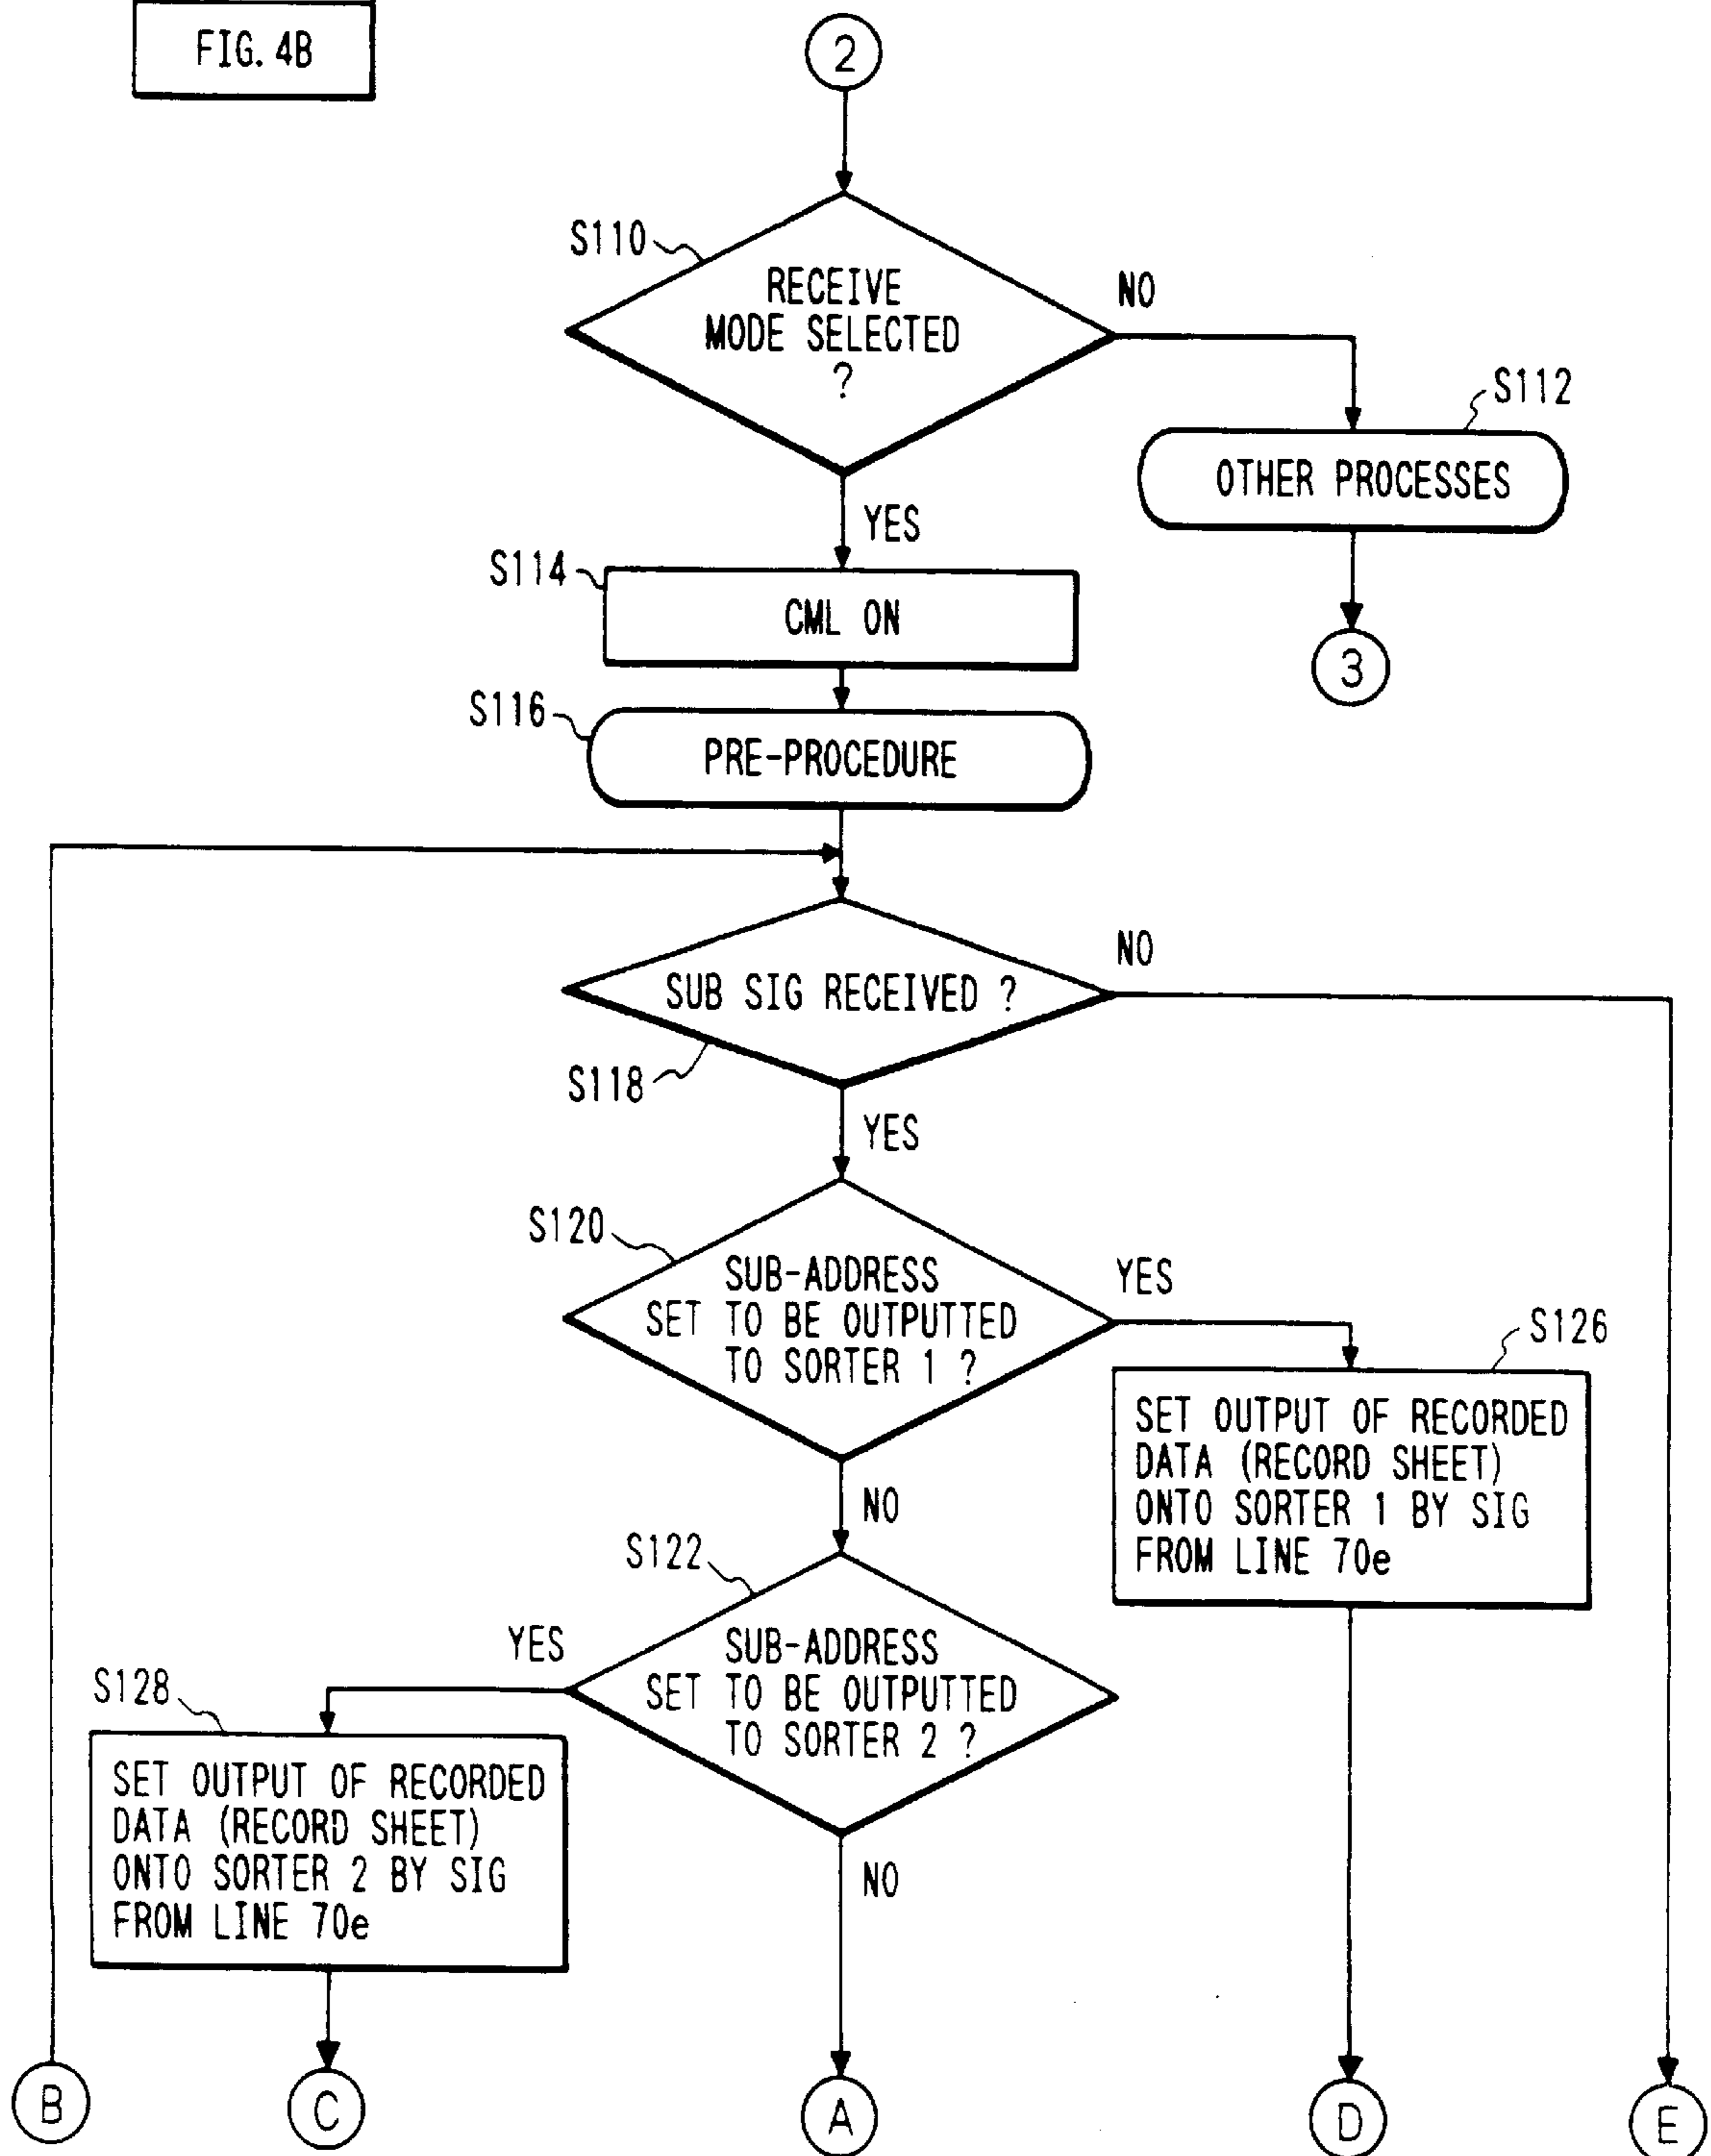 FIG. 4B
2
S110
RECEIVE
MODE SELECTED
?
NO
S112
OTHER PROCESSES
3
YES
S114
CML ON
S116
PRE-PROCEDURE
SUB SIG RECEIVED ?
NO
S118
YES
S120
SUB-ADDRESS
SET TO BE OUTPUTTED
TO SORTER 1 ?
YES
S126
SET OUTPUT OF RECORDED
DATA (RECORD SHEET)
ONTO SORTER 1 BY SIG
FROM LINE 70e
NO
S122
SUB-ADDRESS
SET TO BE OUTPUTTED
TO SORTER 2 ?
YES
S128
SET OUTPUT OF RECORDED
DATA (RECORD SHEET)
ONTO SORTER 2 BY SIG
FROM LINE 70e
NO
B
C
A
D
E